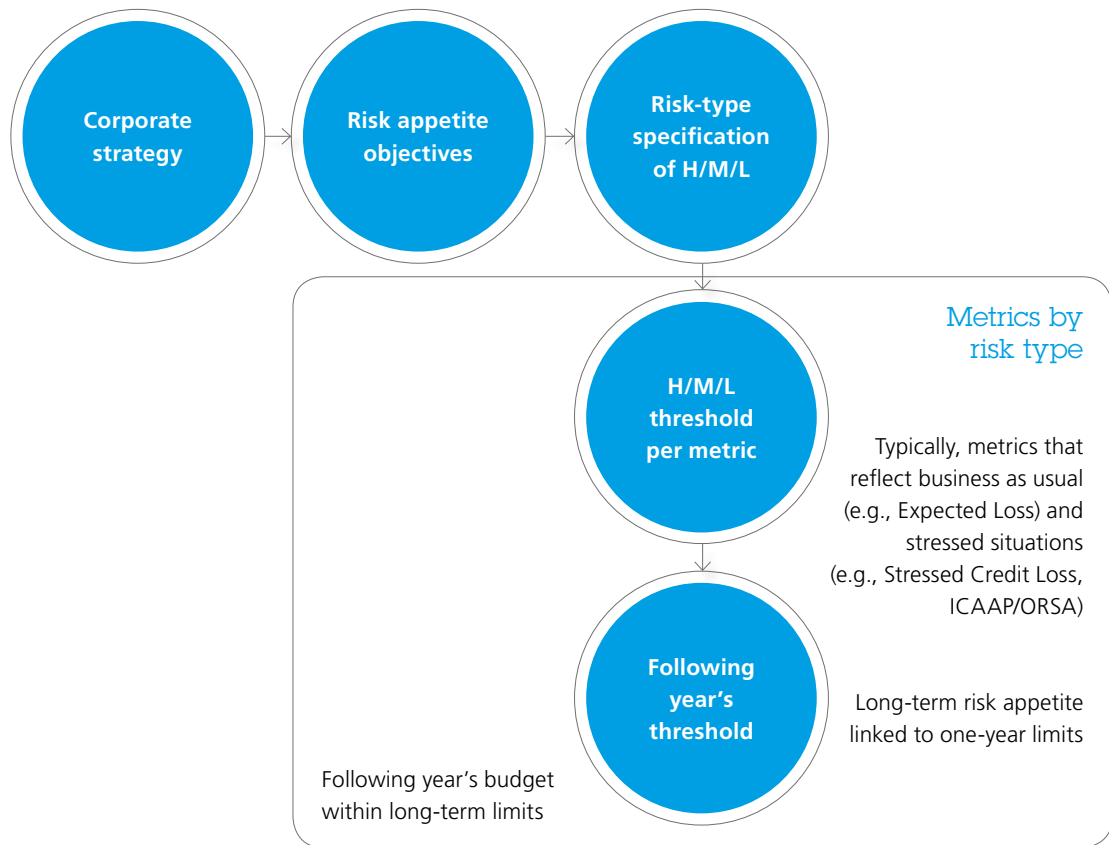 Corporate
strategy
Risk appetite
objectives
Risk-type
specification
of H/M/L
Metrics by
risk type
H/M/L
threshold
per metric
Typically, metrics that
reflect business as usual
(e.g., Expected Loss) and
stressed situations
(e.g., Stressed Credit Loss,
ICAAP/ORSA)
Following
year’s
threshold
Long-term risk appetite
linked to one-year limits
Following year’s budget
within long-term limits